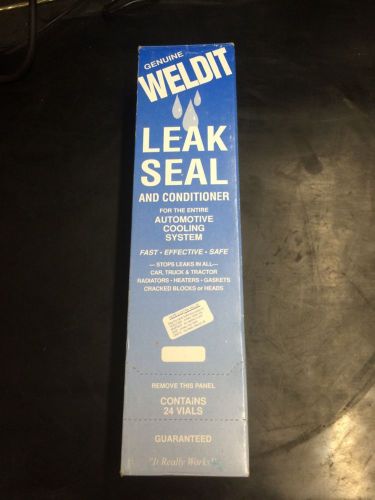 GENUINE
WELDIT
LEAK
SEAL
AND CONDITIONER
FOR THE ENTIRE
AUTOMOTIVE
COOLING
SYSTEM
FAST • EFFECTIVE • SAFE
— STOPS LEAKS IN ALL —
CAR, TRUCK & TRACTOR
RADIATORS • HEATERS • GASKETS
CRACKED BLOCKS or HEADS
REMOVE THIS PANEL
CONTAINS
24 VIALS
GUARANTEED
"It Really Works"